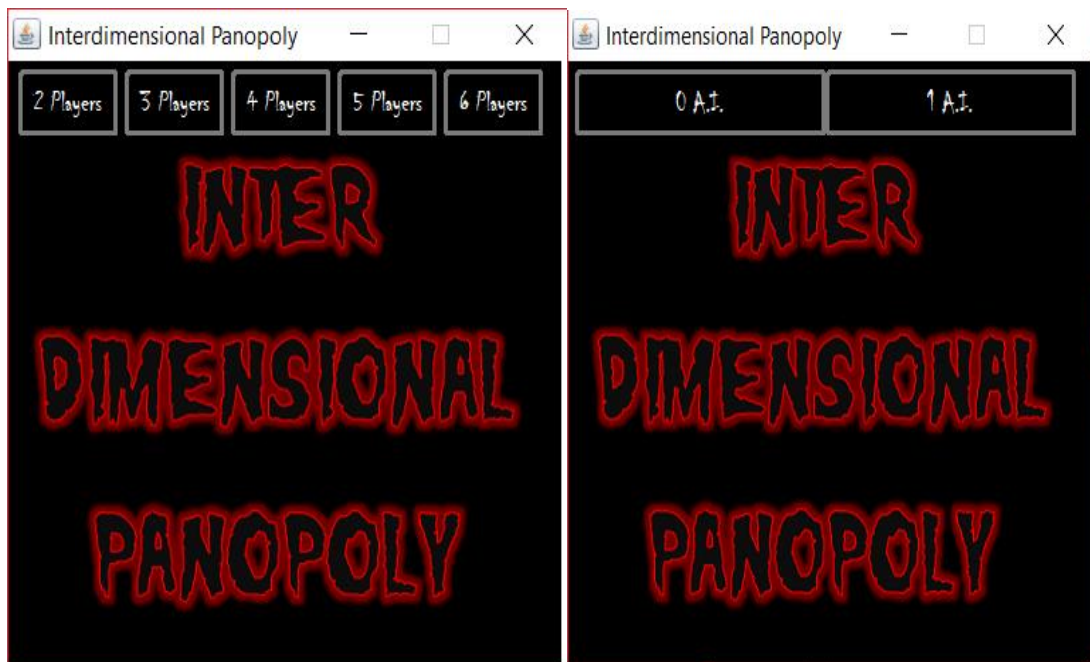 Interdimensional Panopoly
2 Players 3 Players 4 Players 5 Players 6 Players
INTER
DIMENSIONAL
PANOPOLY
Interdimensional Panopoly
0 A.I. 1 A.I.
INTER
DIMENSIONAL
PANOPOLY